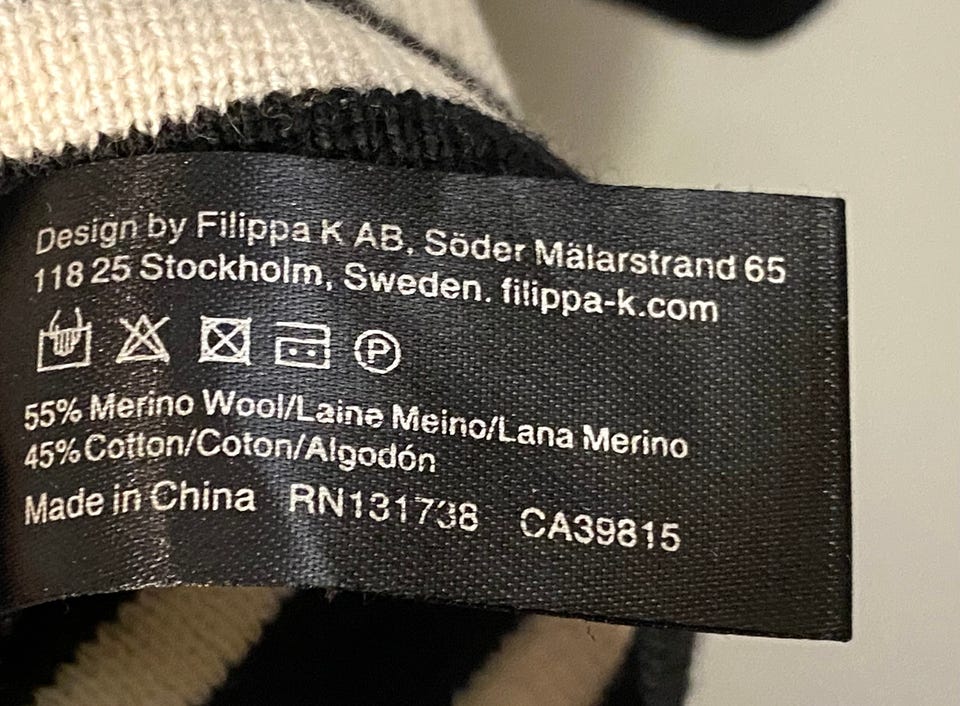 Design by Filippa K AB, Söder Mälarstrand 65
118 25 Stockholm, Sweden. filippa-k.com
P
55% Merino Wool/Laine Meino/Lana Merino
45% Cotton/Coton/Algodón
Made in China RN131738 CA39815